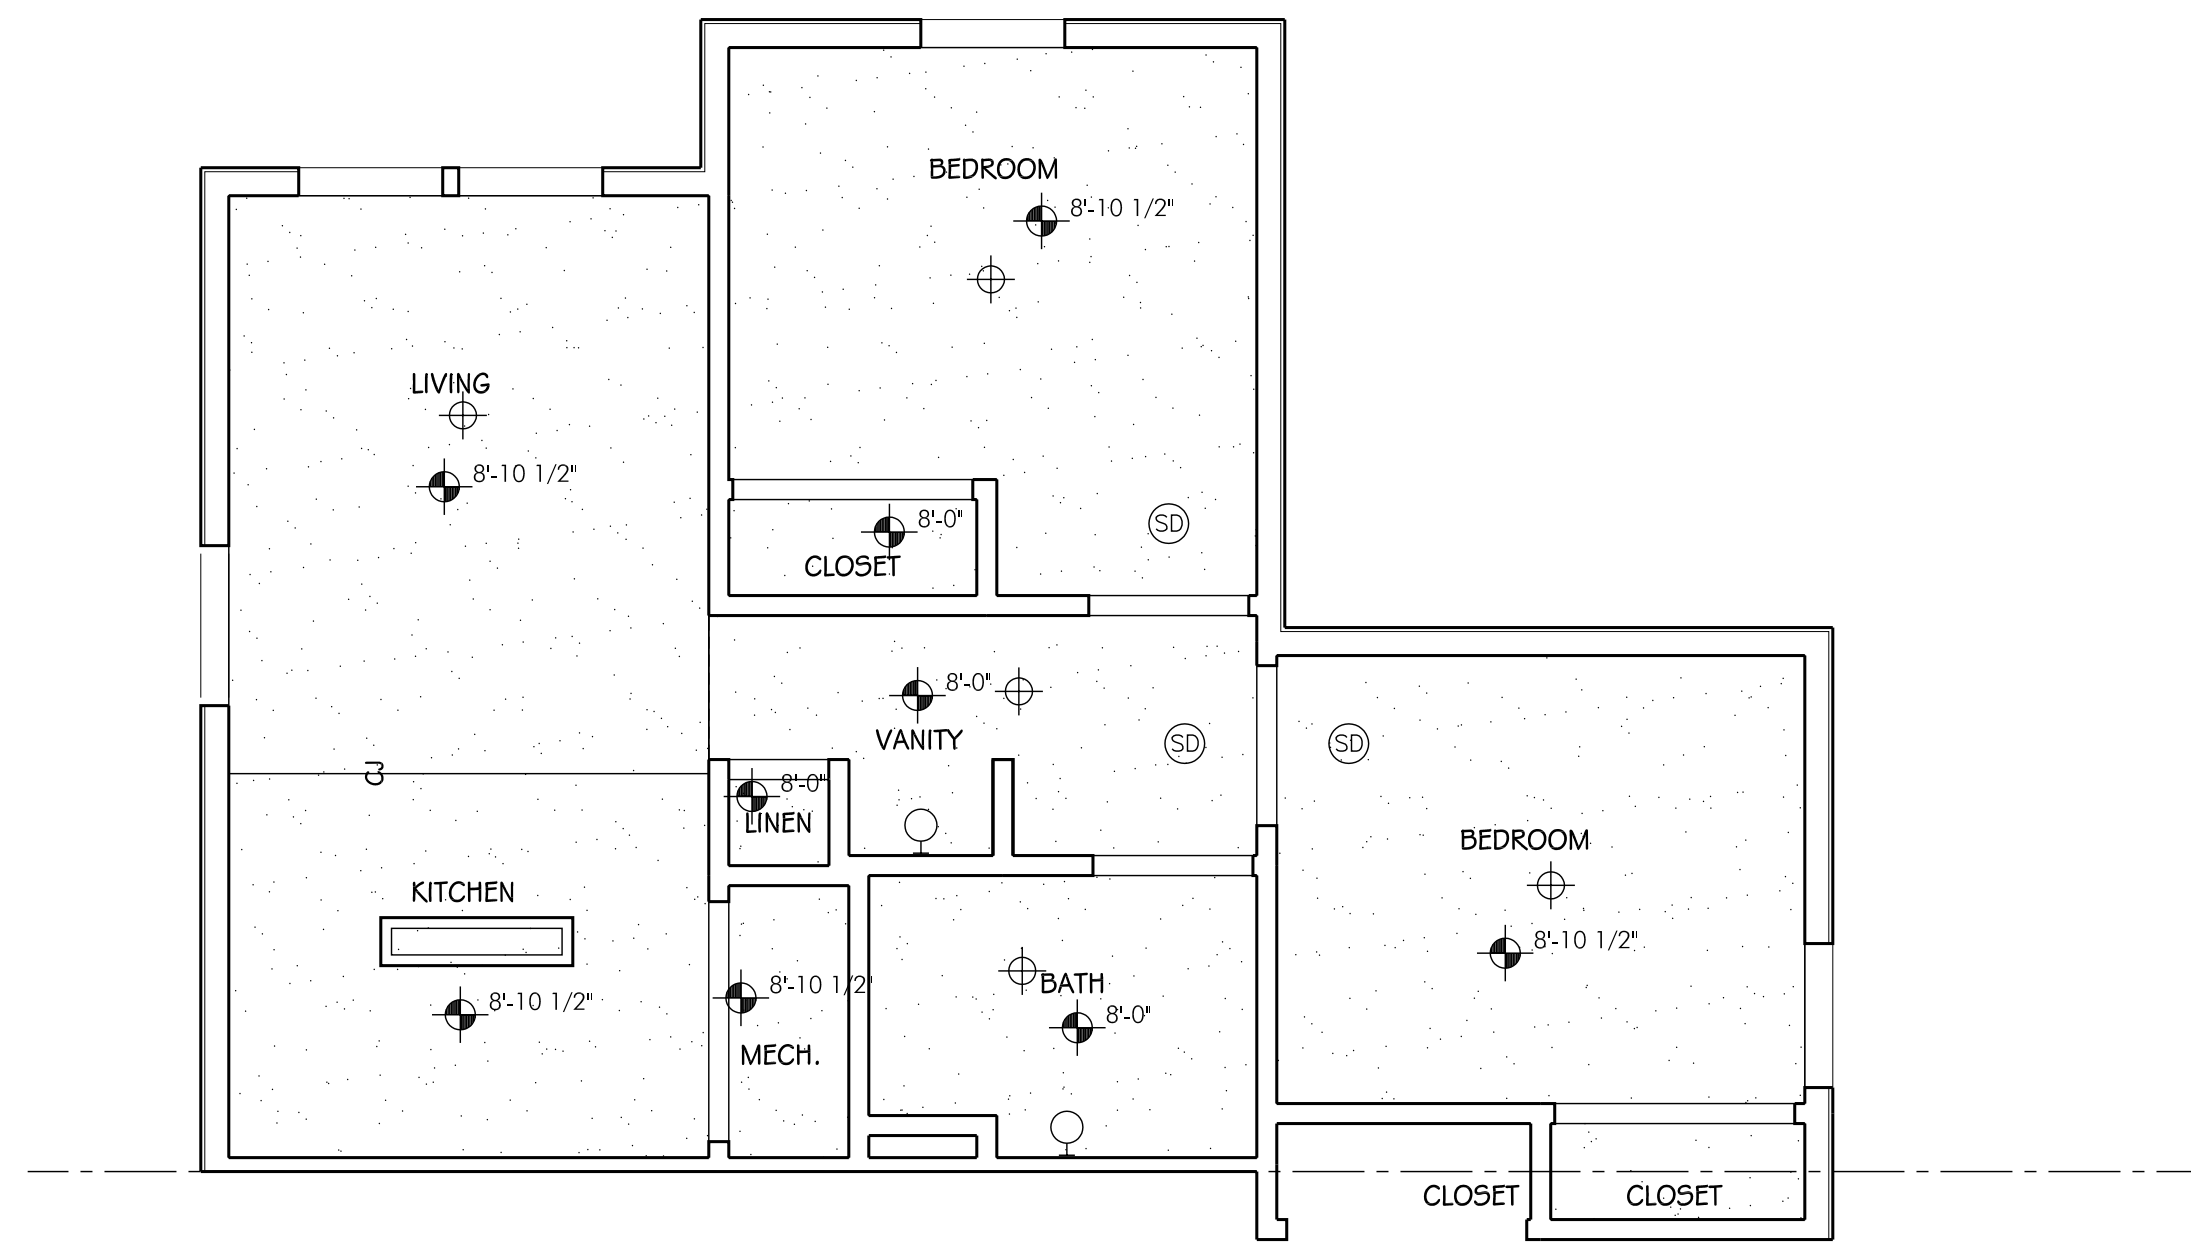 BEDROOM
8'-10 1/2"
LIVING
8'-10 1/2"
8'-0"
CLOSET
SD
8'-0"
VANITY
SD
SD
CJ
8'-0"
LINEN
BEDROOM
KITCHEN
8'-10 1/2"
8'-10 1/2"
BATH
8'-10 1/2"
8'-0"
MECH.
CLOSET
CLOSET